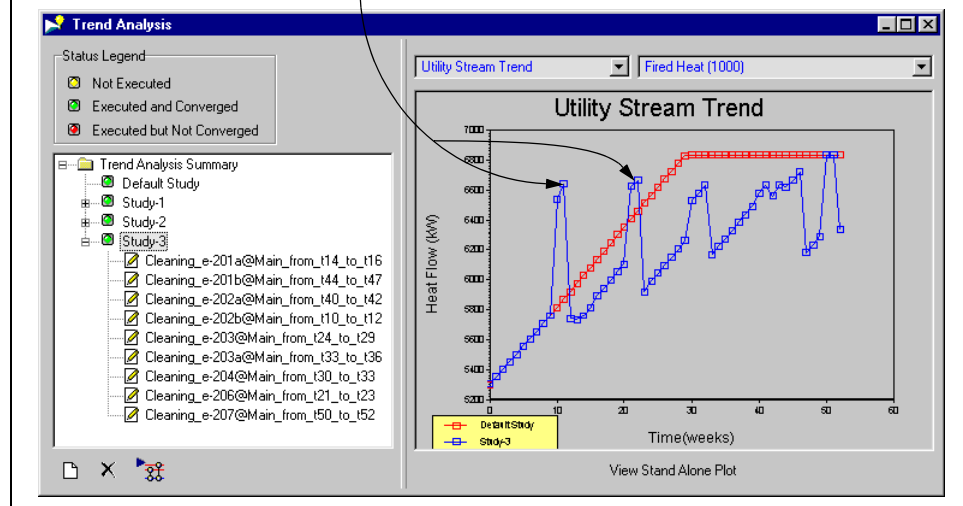 Trend Analysis
Status Legend
Not Executed
Executed and Converged
Executed but Not Converged
Trend Analysis Summary
Default Study
Study-1
Study-2
Study-3
Cleaning_e-201a@Main_from_t14_to_t16
Cleaning_e-201b@Main_from_t44_to_t47
Cleaning_e-202a@Main_from_t40_to_t42
Cleaning_e-202b@Main_from_t10_to_t12
Cleaning_e-203@Main_from_t24_to_t29
Cleaning_e-203a@Main_from_t33_to_t36
Cleaning_e-204@Main_from_t30_to_t33
Cleaning_e-206@Main_from_t21_to_t23
Cleaning_e-207@Main_from_t50_to_t52
Utility Stream Trend
Fired Heat (1000)
Utility Stream Trend
Heat Flow (kW)
7000
6800
6600
6400
6200
6000
5800
5600
5400
5200
0 10 20 30 40 50 60
Time(weeks)
Default Study
Study-3
View Stand Alone Plot